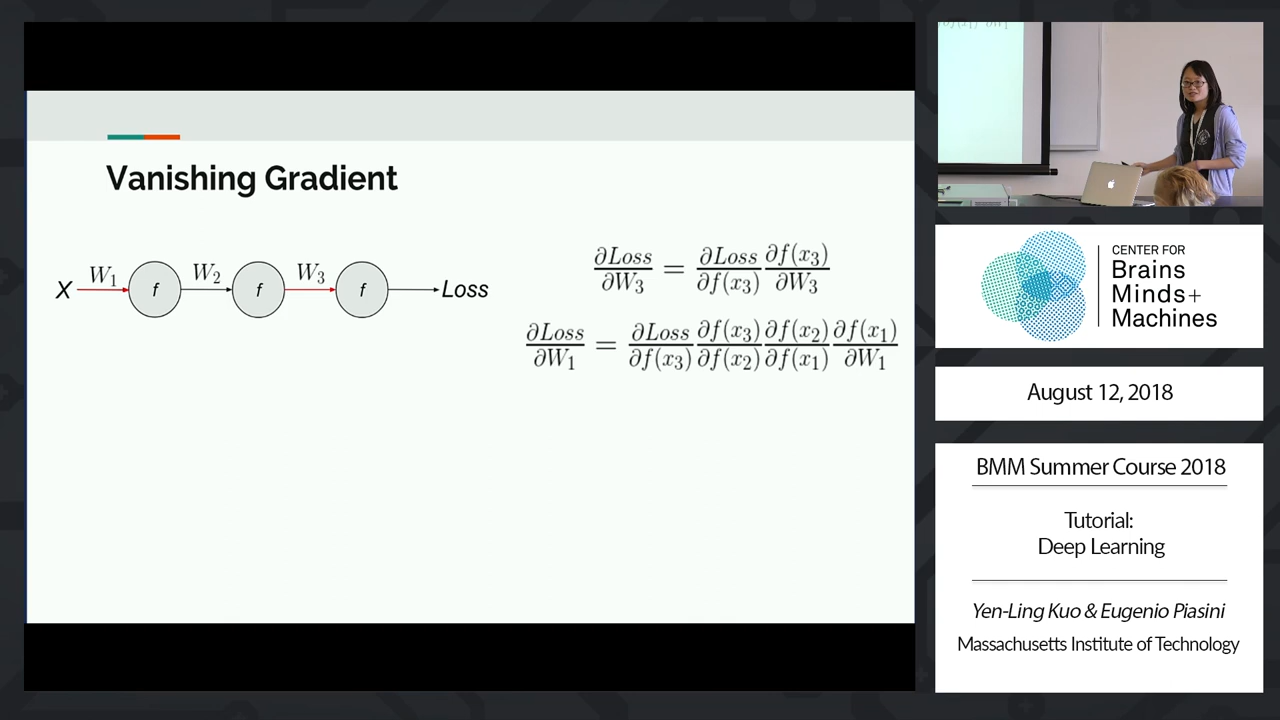 Vanishing Gradient
X W₁ f W₂ f W₃ f Loss
∂Loss/∂W₃ = ∂Loss/∂f(x₃) ∂f(x₃)/∂W₃
∂Loss/∂W₁ = ∂Loss/∂f(x₃) ∂f(x₃)/∂f(x₂) ∂f(x₂)/∂f(x₁) ∂f(x₁)/∂W₁
CENTER FOR
Brains
Minds+
Machines
August 12, 2018
BMM Summer Course 2018
Tutorial:
Deep Learning
Yen-Ling Kuo & Eugenio Piasini
Massachusetts Institute of Technology